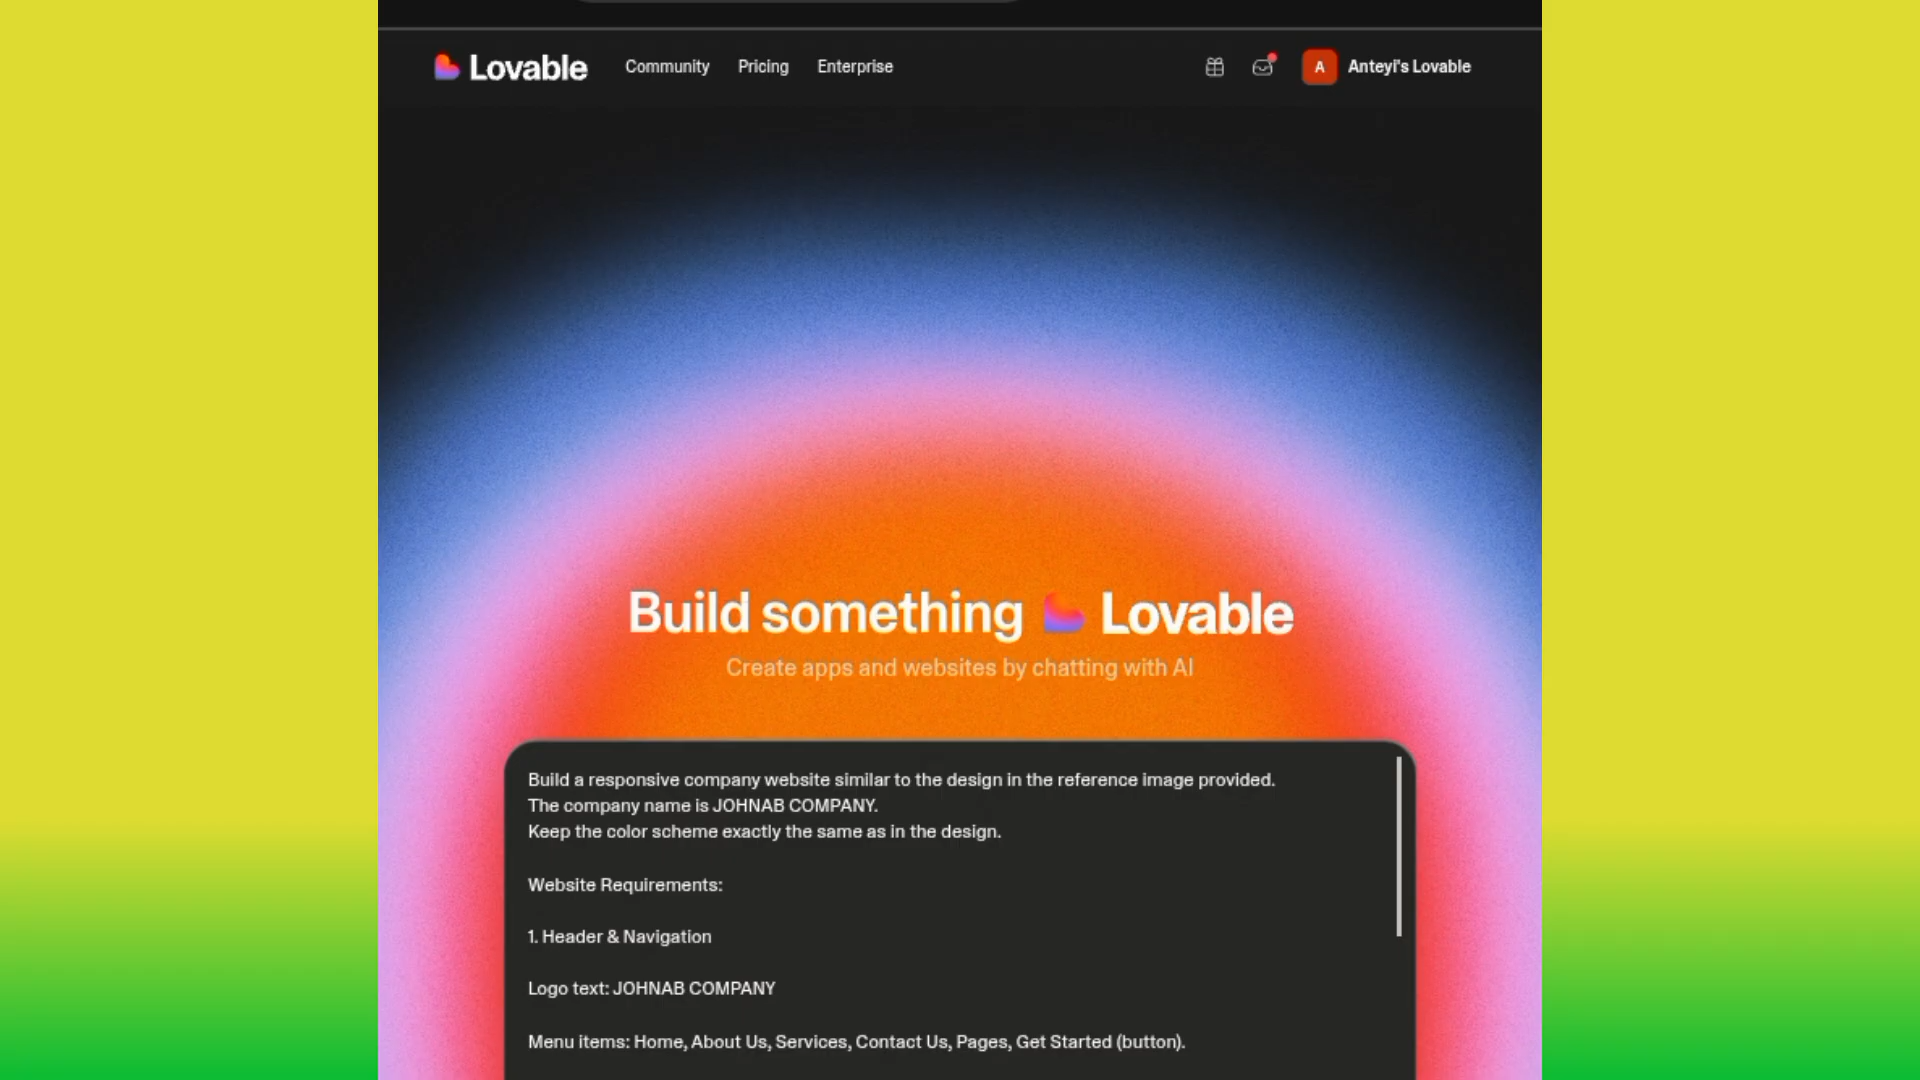 Lovable
Community Pricing Enterprise
A Anteyl's Lovable
Build something Lovable
Create apps and websites by chatting with AI
Build a responsive company website similar to the design in the reference image provided.
The company name is JOHNAB COMPANY.
Keep the color scheme exactly the same as in the design.
Website Requirements:
1. Header & Navigation
Logo text: JOHNAB COMPANY
Menu items: Home, About Us, Services, Contact Us, Pages, Get Started (button).